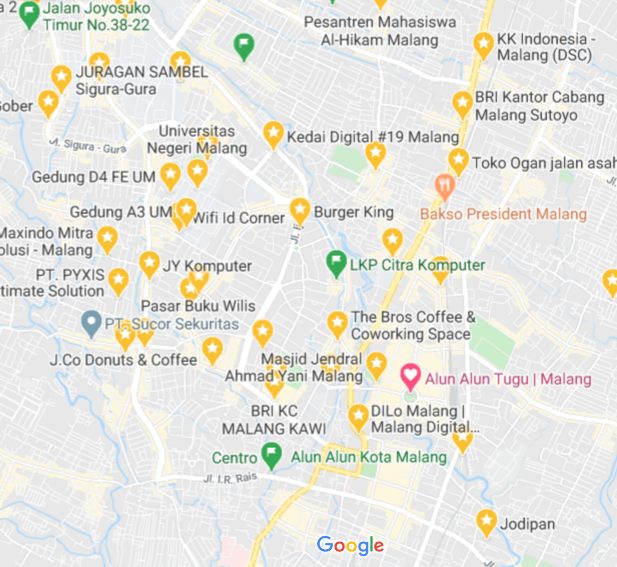 a 2
Jalan Joyosuko
Timur No.38-22
Pesantren Mahasiswa
Al-Hikam Malang
KK Indonesia -
Malang (DSC)
JURAGAN SAMBEL
Sigura-Gura
Gober
BRI Kantor Cabang
Malang Sutoyo
Universitas
Negeri Malang
Kedai Digital #19 Malang
Jl. Sigura - Gura
Toko Ogan jalan asah
Gedung D4 FE UM
Bakso President Malang
Gedung A3 UM
Wifi Id Corner
Burger King
Maxindo Mitra
olusi - Malang
LKP Citra Komputer
PT. PYXIS
timate Solution
JY Komputer
Pasar Buku Wilis
PT. Sucor Sekuritas
The Bros Coffee &
Coworking Space
J.Co Donuts & Coffee
Masjid Jendral
Ahmad Yani Malang
Alun Alun Tugu | Malang
BRI KC
MALANG KAWI
DILo Malang |
Malang Digital...
Centro
Alun Alun Kota Malang
Jl. I.R. Rais
Jodipan
Google